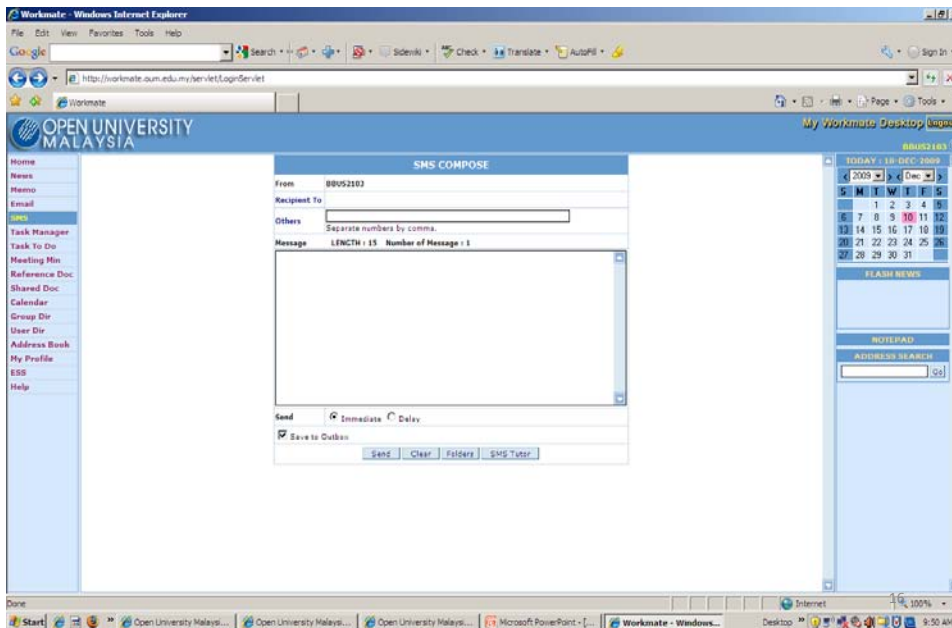 Workmate - Windows Internet Explorer
File Edit View Favorites Tools Help
Google Search Sidewiki Check Translate AutoFill Sign In
http://workmate.oum.edu.my/servlet/LoginServlet
Workmate Page Tools
OPEN UNIVERSITY
MALAYSIA
My Workmate Desktop
BBUS2103
Home
News
Memo
Email
SMS
Task Manager
Task To Do
Meeting Min
Reference Doc
Shared Doc
Calendar
Group Dir
User Dir
Address Book
My Profile
ESS
Help
SMS COMPOSE
From BBUS2103
Recipient To
Others
Separate numbers by comma.
Message LENGTH : 15 Number of Message : 1
Send Immediate Delay
Save to Outbox
Send Clear Folders SMS Tutor
TODAY : 10-DEC-2009
< 2009 > < Dec >
S M T W T F S
1 2 3 4 5
6 7 8 9 10 11 12
13 14 15 16 17 18 19
20 21 22 23 24 25 26
27 28 29 30 31
FLASH NEWS
NOTEPAD
ADDRESS SEARCH
Go
Done Internet 100%
16
Start Open University Malaysi... Open University Malaysi... Open University Malaysi... Microsoft PowerPoint - [... Workmate - Windows... Desktop 9:50 AM